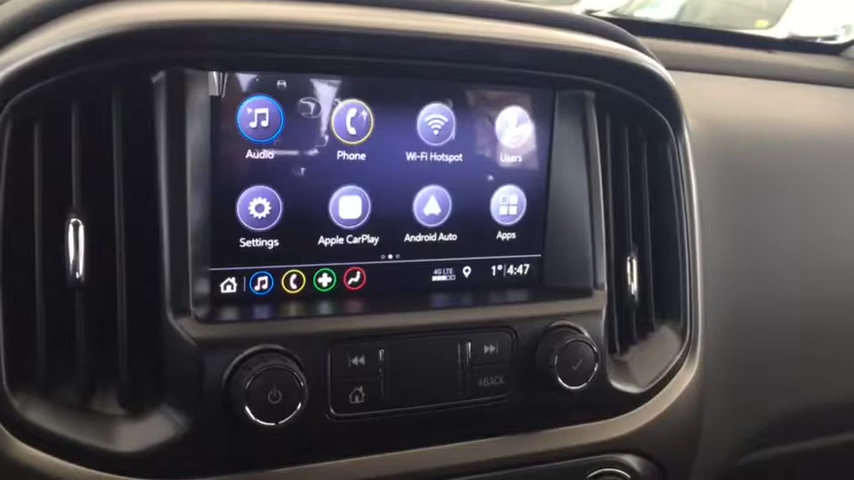 Audio Phone Wi-Fi Hotspot Users
Settings Apple CarPlay Android Auto Apps
4G LTE 1° 4:47
BACK